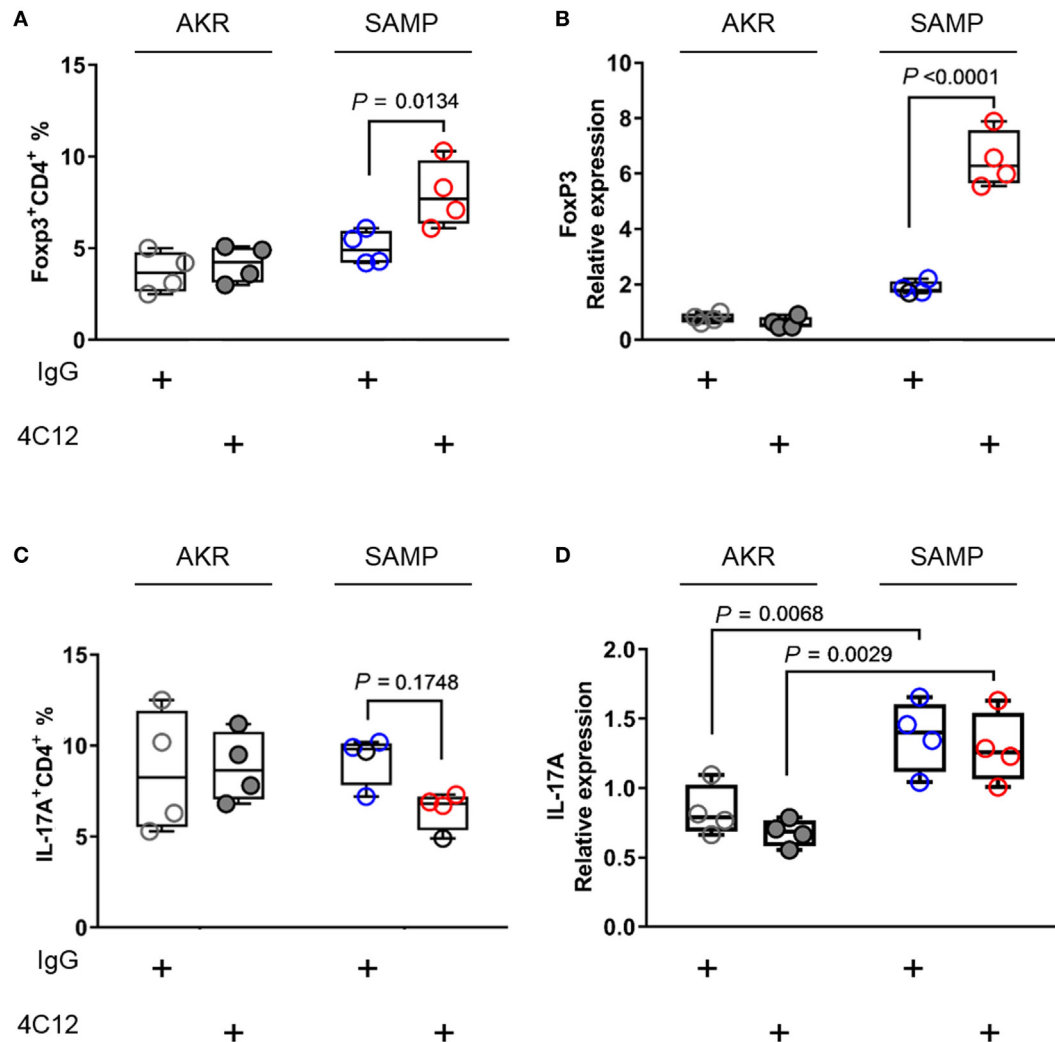 A
AKR SAMP
Foxp3⁺CD4⁺ %
15
10
5
0
P = 0.0134
IgG + +
4C12 + +
B
AKR SAMP
FoxP3
Relative expression
10
8
6
4
2
0
P <0.0001
+ +
+ +
C
AKR SAMP
IL-17A⁺CD4⁺ %
15
10
5
0
P = 0.1748
IgG + +
4C12 + +
D
AKR SAMP
P = 0.0068
P = 0.0029
IL-17A
Relative expression
2.0
1.5
1.0
0.5
0.0
+ +
+ +